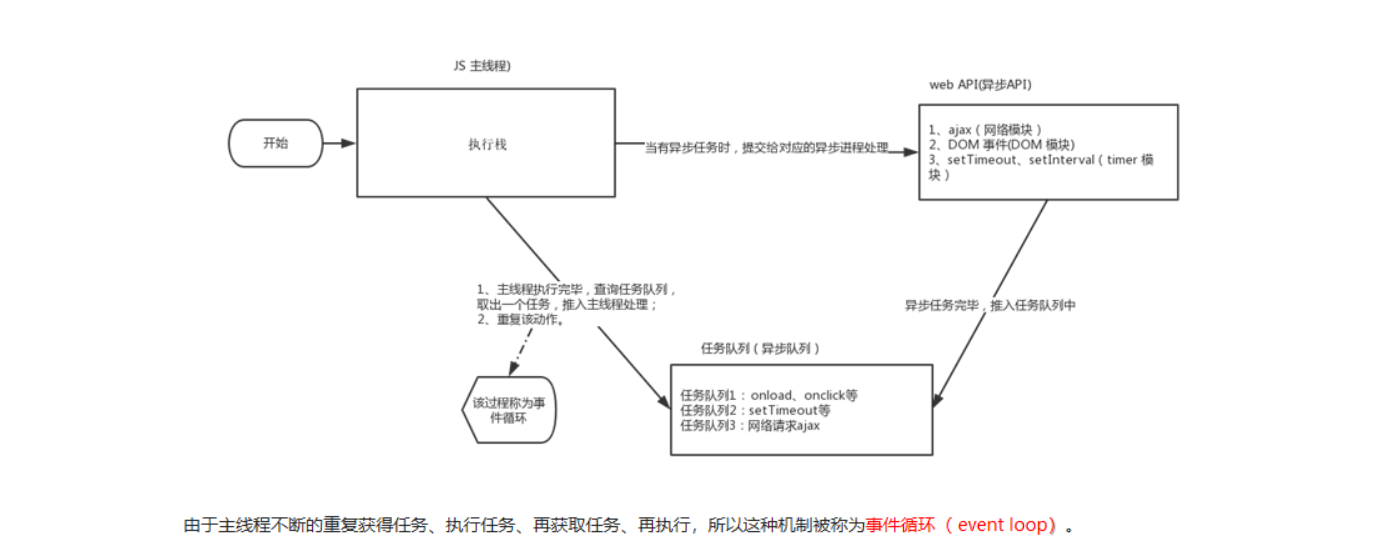 JS 主线程)
web API(异步API)
开始
执行栈
当有异步任务时，提交给对应的异步进程处理
1、ajax（网络模块）
2、DOM 事件(DOM 模块)
3、setTimeout、setInterval（timer 模
块）
1、主线程执行完毕，查询任务队列，
取出一个任务，推入主线程处理；
2、重复该动作。
异步任务完毕，推入任务队列中
任务队列（异步队列）
该过程称为事
件循环
任务队列1：onload、onclick等
任务队列2：setTimeout等
任务队列3：网络请求ajax
由于主线程不断的重复获得任务、执行任务、再获取任务、再执行，所以这种机制被称为事件循环（ event loop）。